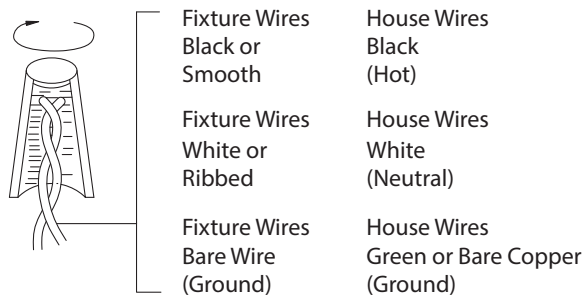 Fixture Wires House Wires
Black or Black
Smooth (Hot)
Fixture Wires House Wires
White or White
Ribbed (Neutral)
Fixture Wires House Wires
Bare Wire Green or Bare Copper
(Ground) (Ground)